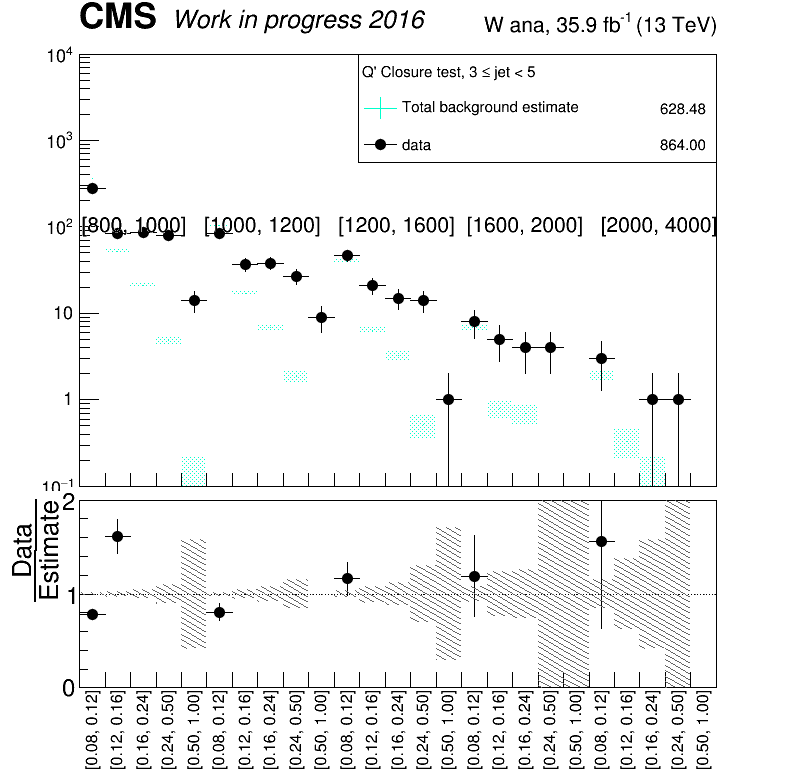 CMS Work in progress 2016 W ana, 35.9 fb⁻¹ (13 TeV)
10⁴
Q' Closure test, 3 ≤ jet < 5
Total background estimate 628.48
data 864.00
10³
10²
[800, 1000] [1000, 1200] [1200, 1600] [1600, 2000] [2000, 4000]
10
1
10⁻¹
Data
Estimate
2
1
0
[0.08, 0.12] [0.12, 0.16] [0.16, 0.24] [0.24, 0.50] [0.50, 1.00] [0.08, 0.12] [0.12, 0.16] [0.16, 0.24] [0.24, 0.50] [0.50, 1.00] [0.08, 0.12] [0.12, 0.16] [0.16, 0.24] [0.24, 0.50] [0.50, 1.00] [0.08, 0.12] [0.12, 0.16] [0.16, 0.24] [0.24, 0.50] [0.50, 1.00] [0.08, 0.12] [0.12, 0.16] [0.16, 0.24] [0.24, 0.50] [0.50, 1.00]